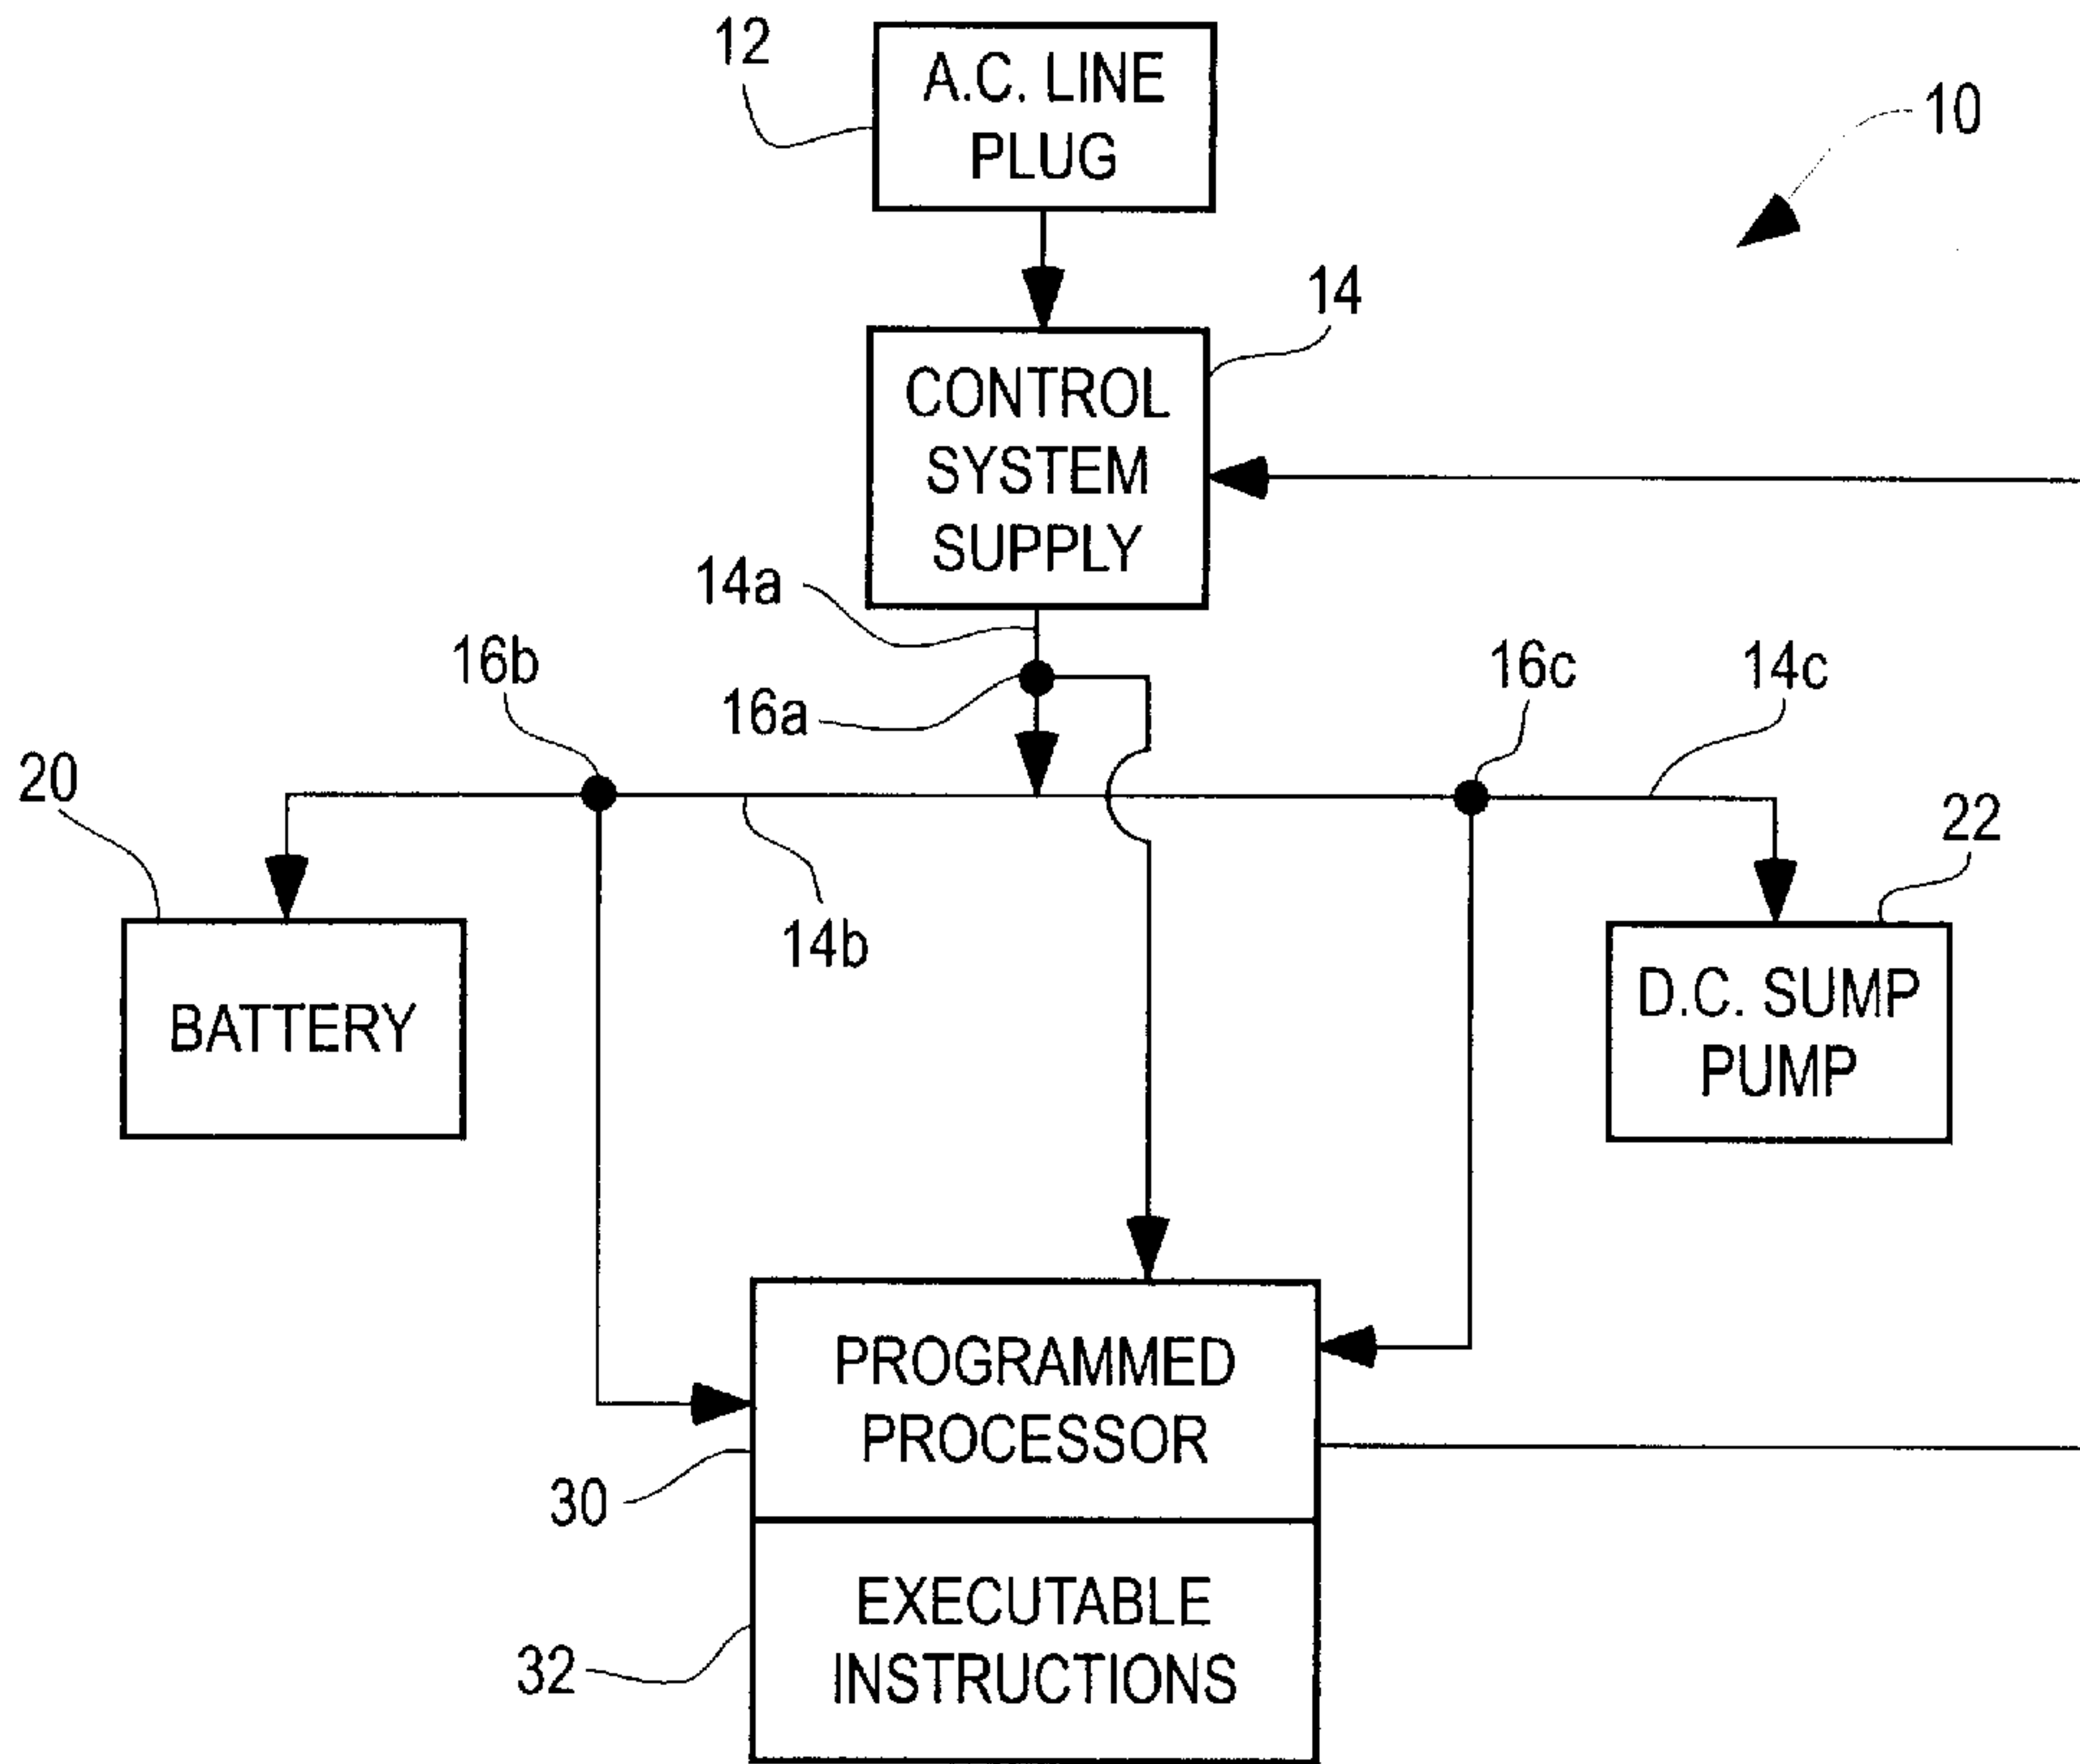 12
A.C. LINE
PLUG
10
14
CONTROL
SYSTEM
SUPPLY
14a
16b
16a
16c
14c
20
22
14b
BATTERY
D.C. SUMP
PUMP
PROGRAMMED
PROCESSOR
30
EXECUTABLE
INSTRUCTIONS
32